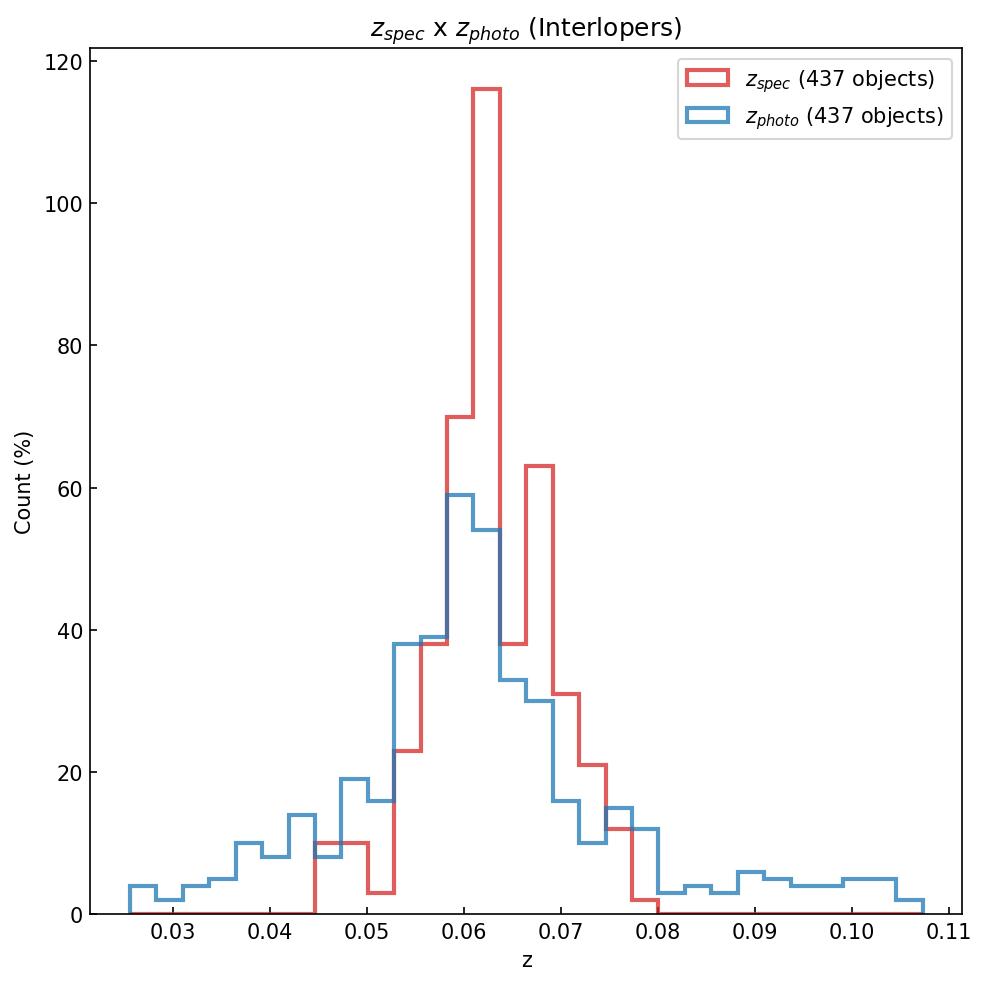 z_spec x z_photo (Interlopers)
z_spec (437 objects)
z_photo (437 objects)
120
100
80
60
40
20
0
Count (%)
0.03 0.04 0.05 0.06 0.07 0.08 0.09 0.10 0.11
z